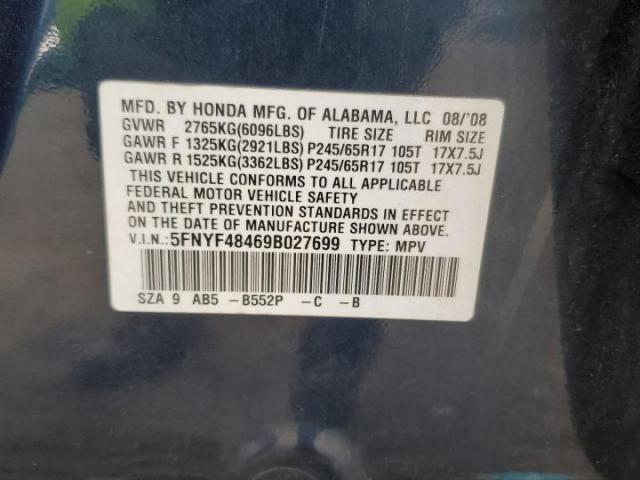 MFD. BY HONDA MFG. OF ALABAMA, LLC 08/'08
GVWR 2765KG(6096LBS) TIRE SIZE RIM SIZE
GAWR F 1325KG(2921LBS) P245/65R17 105T 17X7.5J
GAWR R 1525KG(3362LBS) P245/65R17 105T 17X7.5J
THIS VEHICLE CONFORMS TO ALL APPLICABLE
FEDERAL MOTOR VEHICLE SAFETY
AND THEFT PREVENTION STANDARDS IN EFFECT
ON THE DATE OF MANUFACTURE SHOWN ABOVE.
V.I.N.:5FNYF48469B027699 TYPE: MPV
SZA 9 AB5 -B552P -C -B